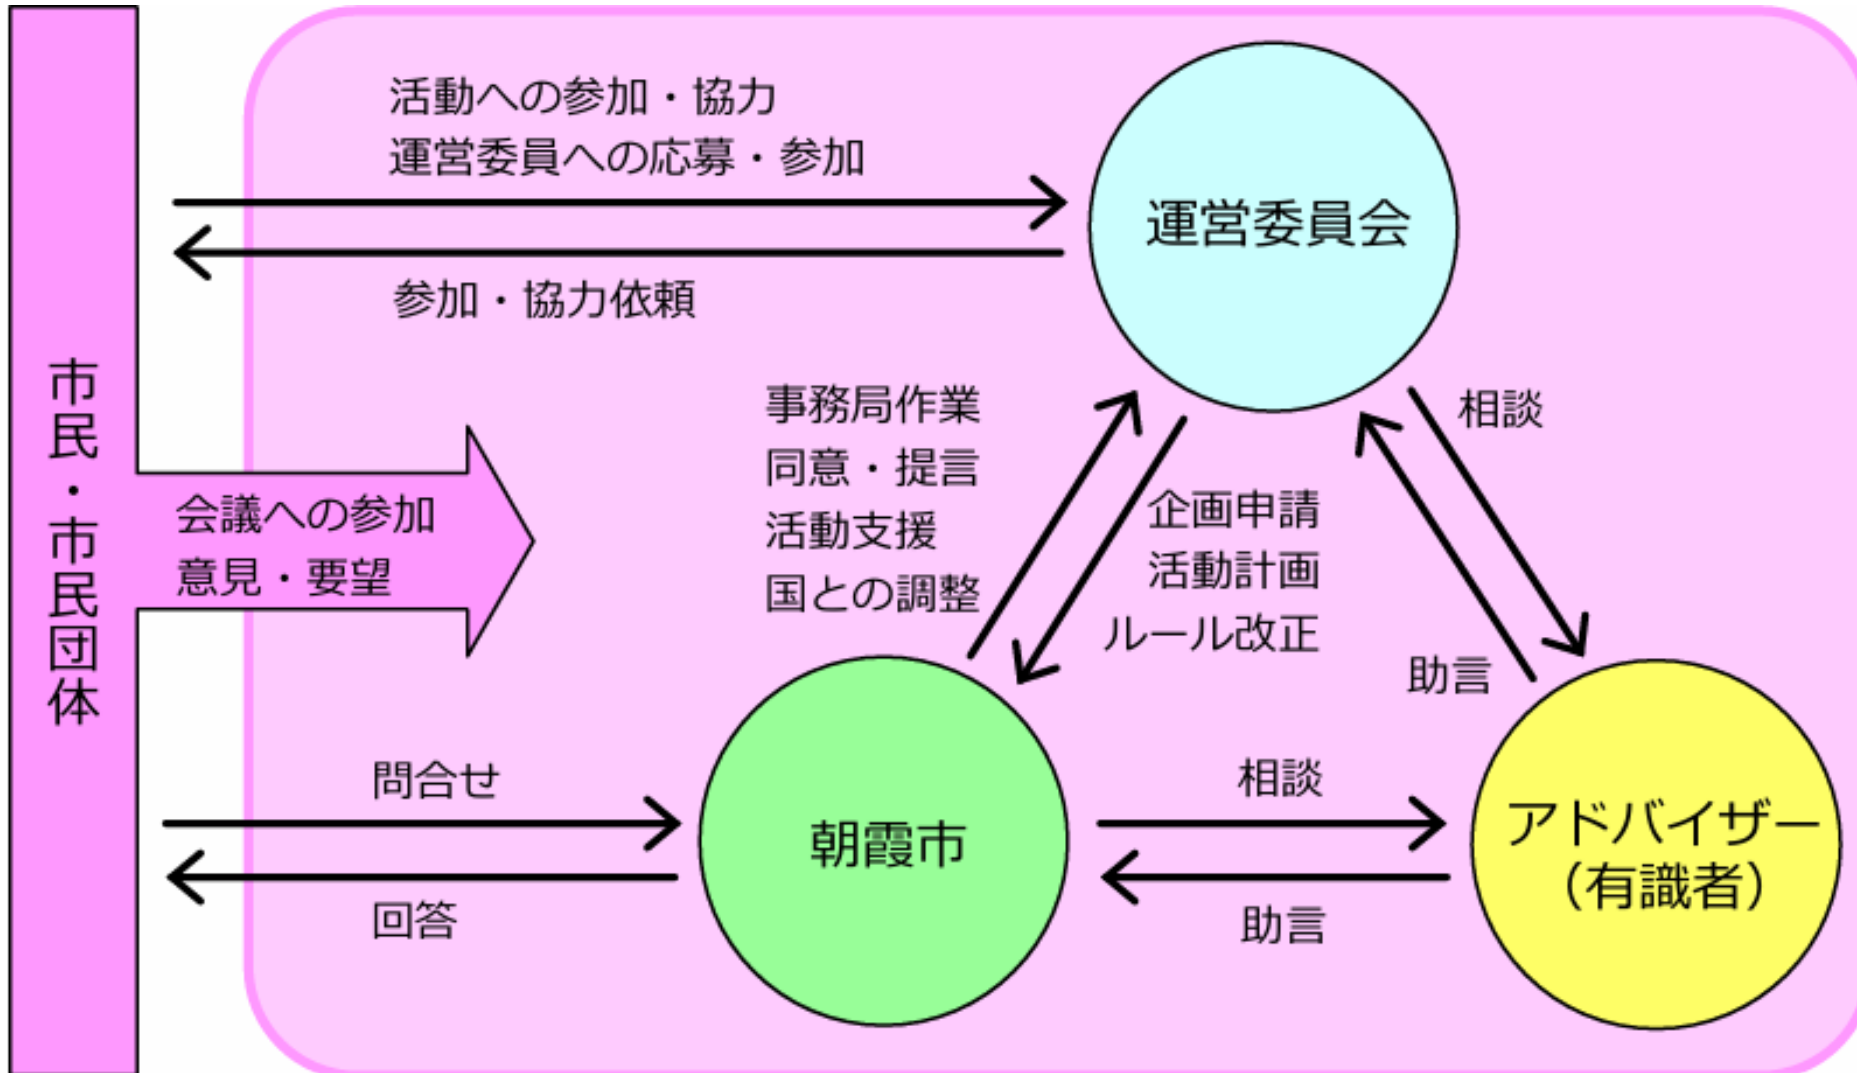 市民・市民団体
活動への参加・協力
運営委員への応募・参加
参加・協力依頼
運営委員会
会議への参加
意見・要望
事務局作業
同意・提言
活動支援
国との調整
企画申請
活動計画
ルール改正
相談
助言
問合せ
回答
朝霞市
相談
助言
アドバイザー
（有識者）